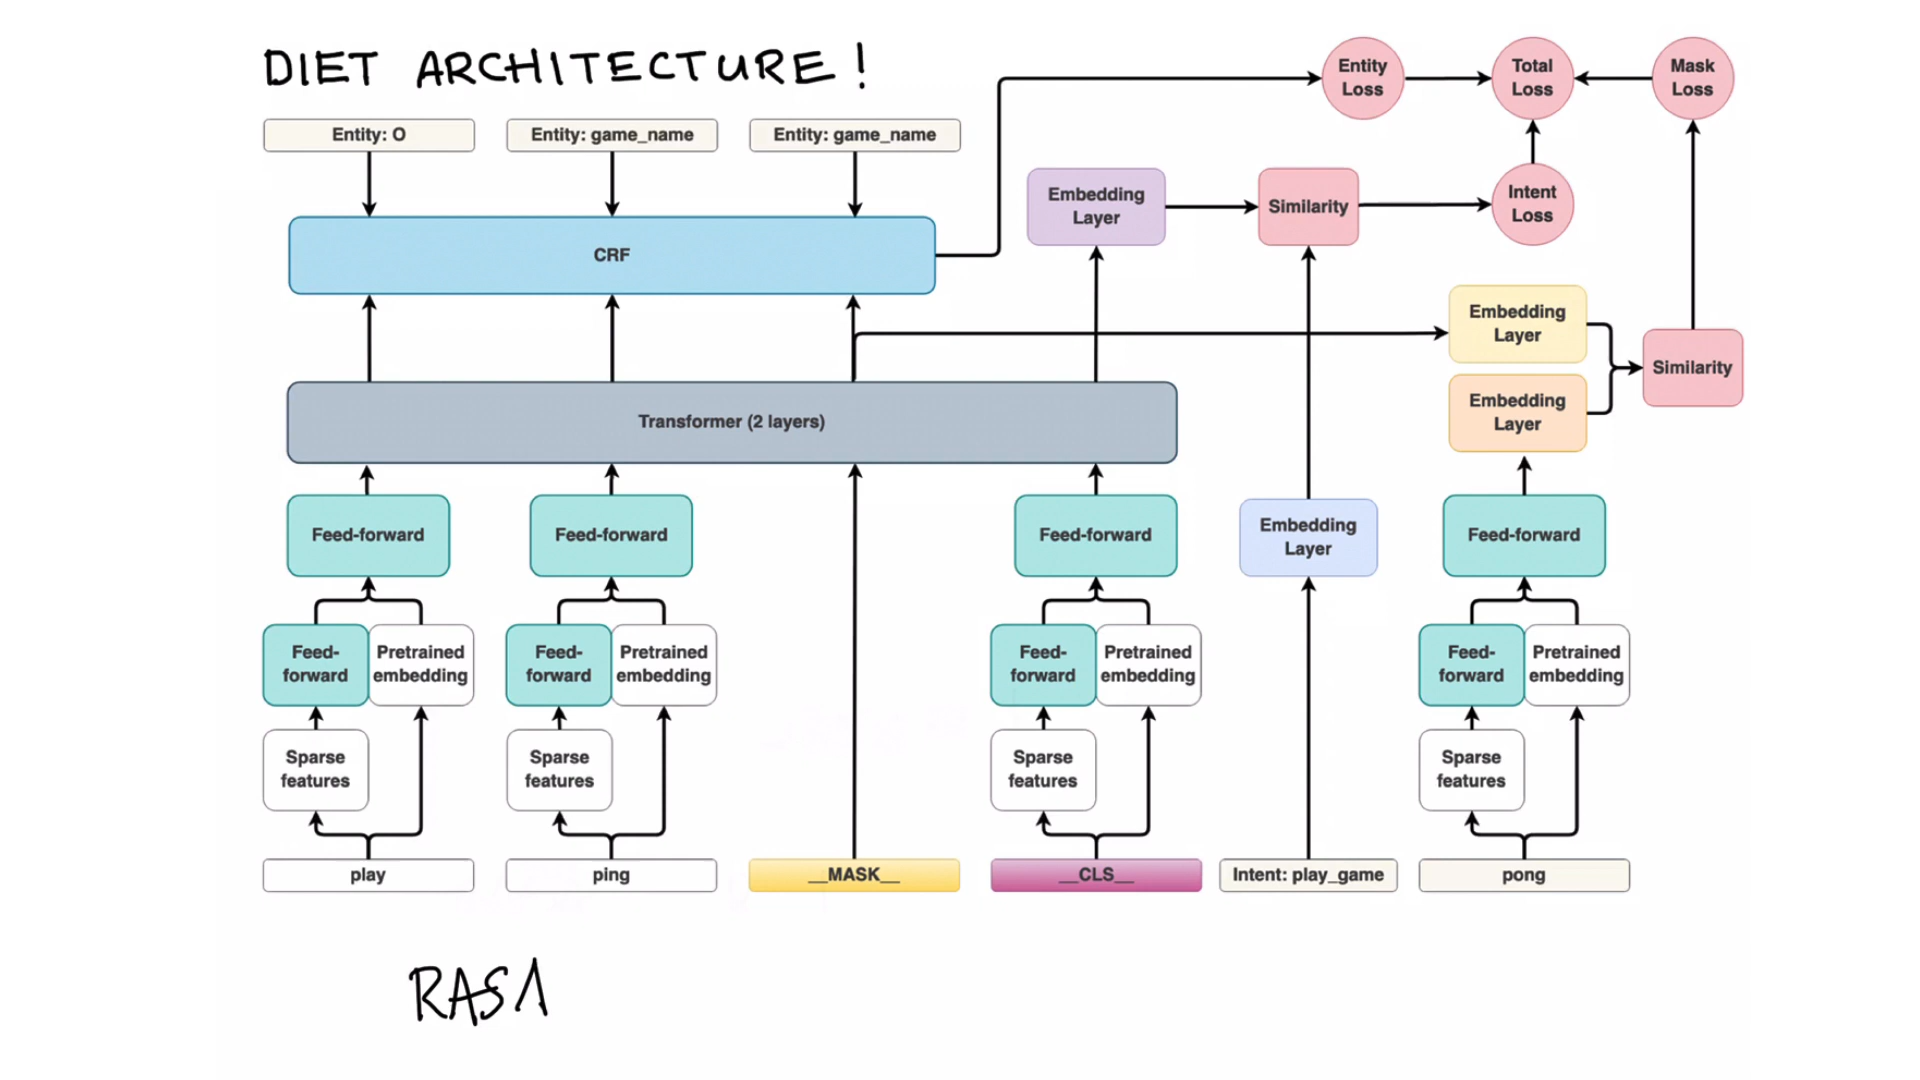 DIET ARCHITECTURE!
Entity
Loss
Total
Loss
Mask
Loss
Entity: O
Entity: game_name
Entity: game_name
Embedding
Layer
Similarity
Intent
Loss
CRF
Embedding
Layer
Similarity
Embedding
Layer
Transformer (2 layers)
Feed-forward
Feed-forward
Feed-forward
Embedding
Layer
Feed-forward
Feed-
forward
Pretrained
embedding
Feed-
forward
Pretrained
embedding
Feed-
forward
Pretrained
embedding
Feed-
forward
Pretrained
embedding
Sparse
features
Sparse
features
Sparse
features
Sparse
features
play
ping
__MASK__
__CLS__
Intent: play_game
pong
RASA